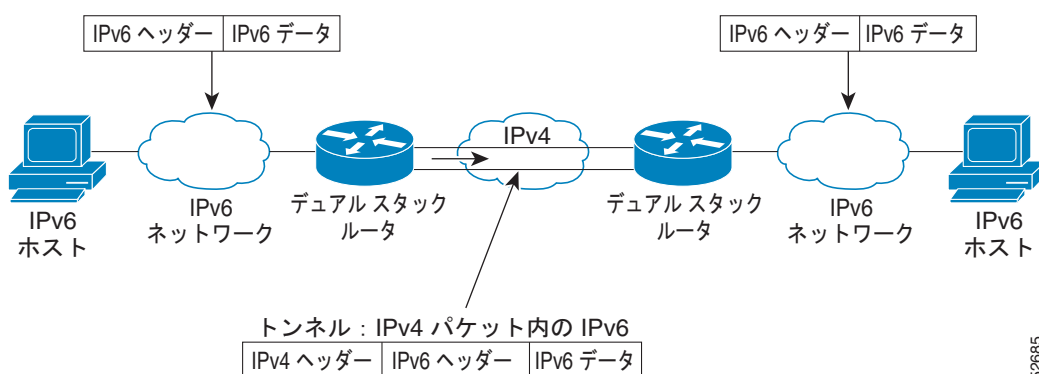 IPv6 ヘッダー IPv6 データ
IPv6 ヘッダー IPv6 データ
IPv4
IPv6
ホスト
IPv6
ネットワーク
デュアル スタック
ルータ
デュアル スタック
ルータ
IPv6
ネットワーク
IPv6
ホスト
トンネル：IPv4 パケット内の IPv6
IPv4 ヘッダー IPv6 ヘッダー IPv6 データ